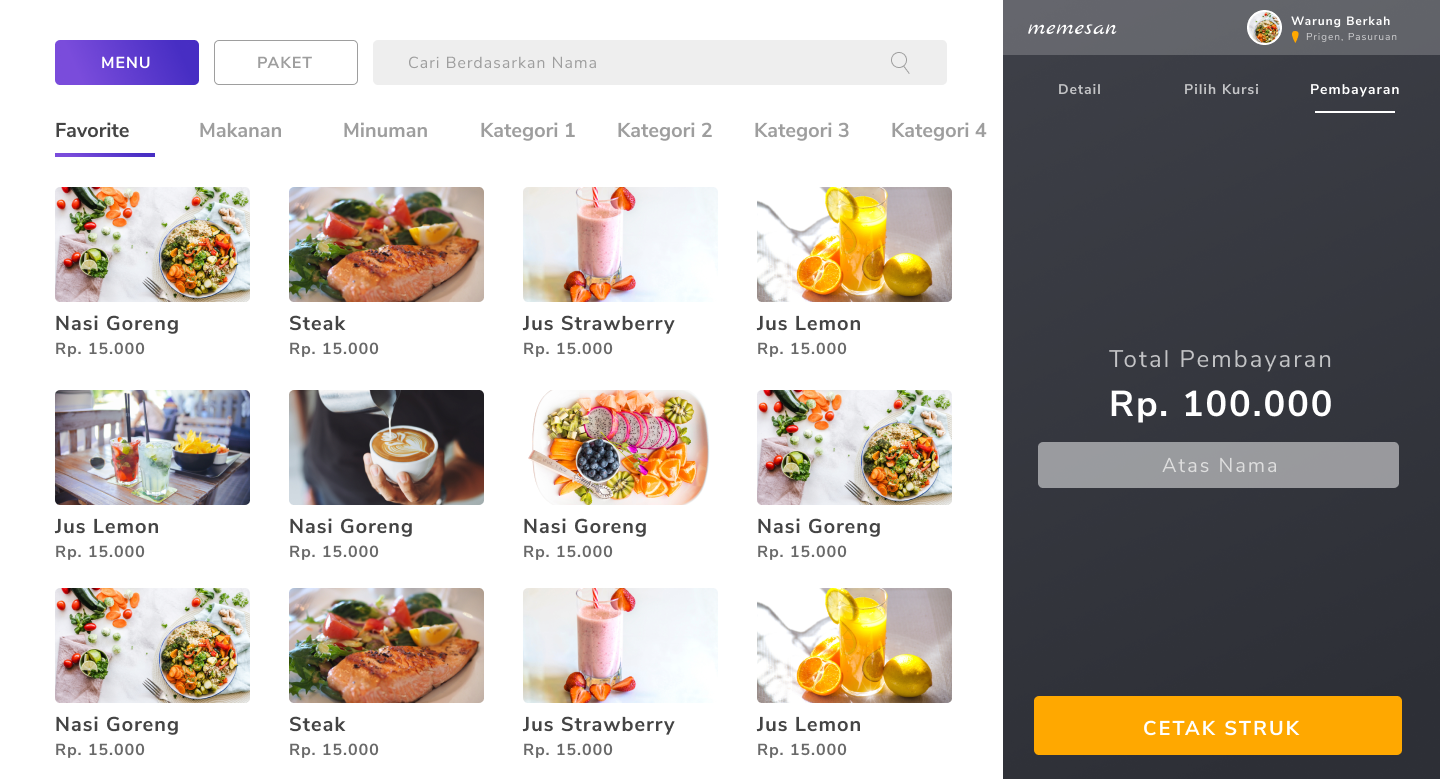 MENU
PAKET
Cari Berdasarkan Nama
Favorite
Makanan
Minuman
Kategori 1
Kategori 2
Kategori 3
Kategori 4
Nasi Goreng
Rp. 15.000
Steak
Rp. 15.000
Jus Strawberry
Rp. 15.000
Jus Lemon
Rp. 15.000
Jus Lemon
Rp. 15.000
Nasi Goreng
Rp. 15.000
Nasi Goreng
Rp. 15.000
Nasi Goreng
Rp. 15.000
Nasi Goreng
Rp. 15.000
Steak
Rp. 15.000
Jus Strawberry
Rp. 15.000
Jus Lemon
Rp. 15.000
memesan
Warung Berkah
Prigen, Pasuruan
Detail
Pilih Kursi
Pembayaran
Total Pembayaran
Rp. 100.000
Atas Nama
CETAK STRUK